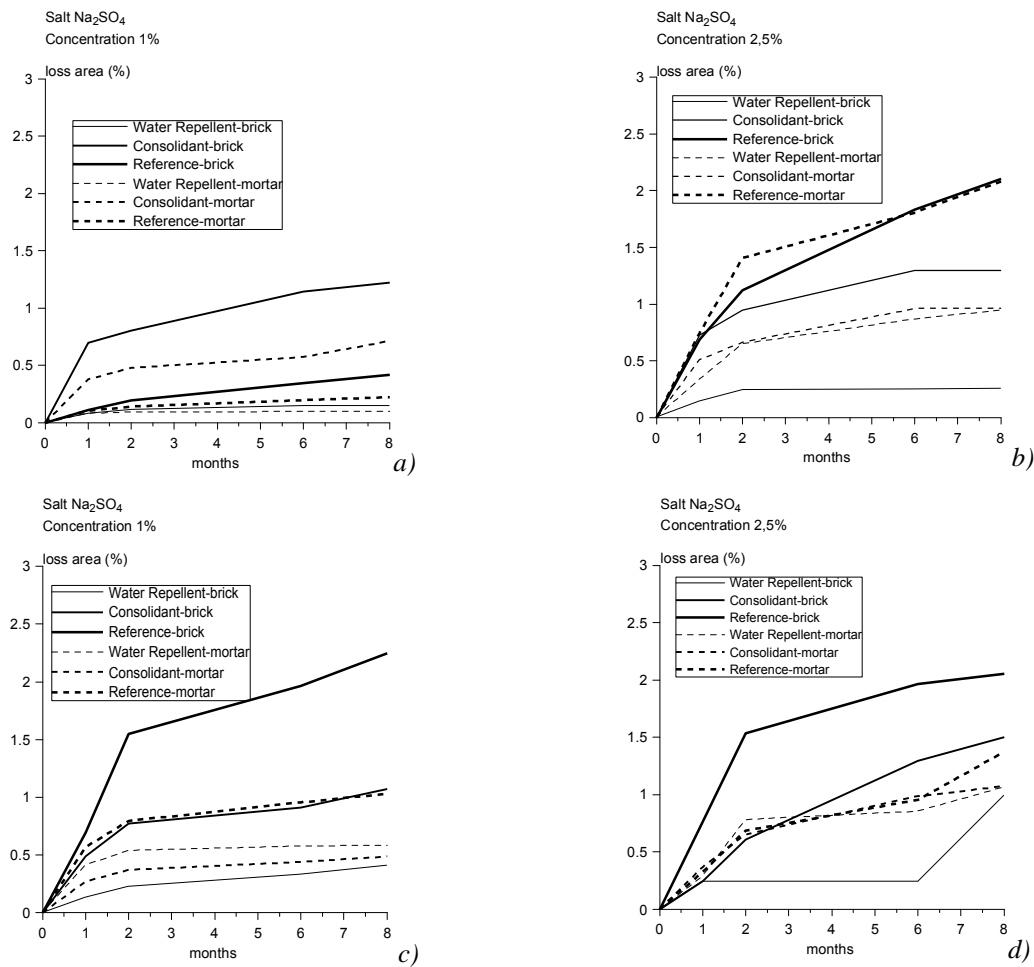 Salt Na₂SO₄
Concentration 1%
loss area (%)
3
2.5
2
1.5
1
0.5
0
Water Repellent-brick
Consolidant-brick
Reference-brick
Water Repellent-mortar
Consolidant-mortar
Reference-mortar
0 1 2 3 4 5 6 7 8
months
a)
Salt Na₂SO₄
Concentration 2,5%
loss area (%)
3
2.5
2
1.5
1
0.5
0
Water Repellent-brick
Consolidant-brick
Reference-brick
Water Repellent-mortar
Consolidant-mortar
Reference-mortar
0 1 2 3 4 5 6 7 8
months
b)
Salt Na₂SO₄
Concentration 1%
loss area (%)
3
2.5
2
1.5
1
0.5
0
Water Repellent-brick
Consolidant-brick
Reference-brick
Water Repellent-mortar
Consolidant-mortar
Reference-mortar
0 1 2 3 4 5 6 7 8
months
c)
Salt Na₂SO₄
Concentration 2,5%
loss area (%)
3
2.5
2
1.5
1
0.5
0
Water Repellent-brick
Consolidant-brick
Reference-brick
Water Repellent-mortar
Consolidant-mortar
Reference-mortar
0 1 2 3 4 5 6 7 8
months
d)